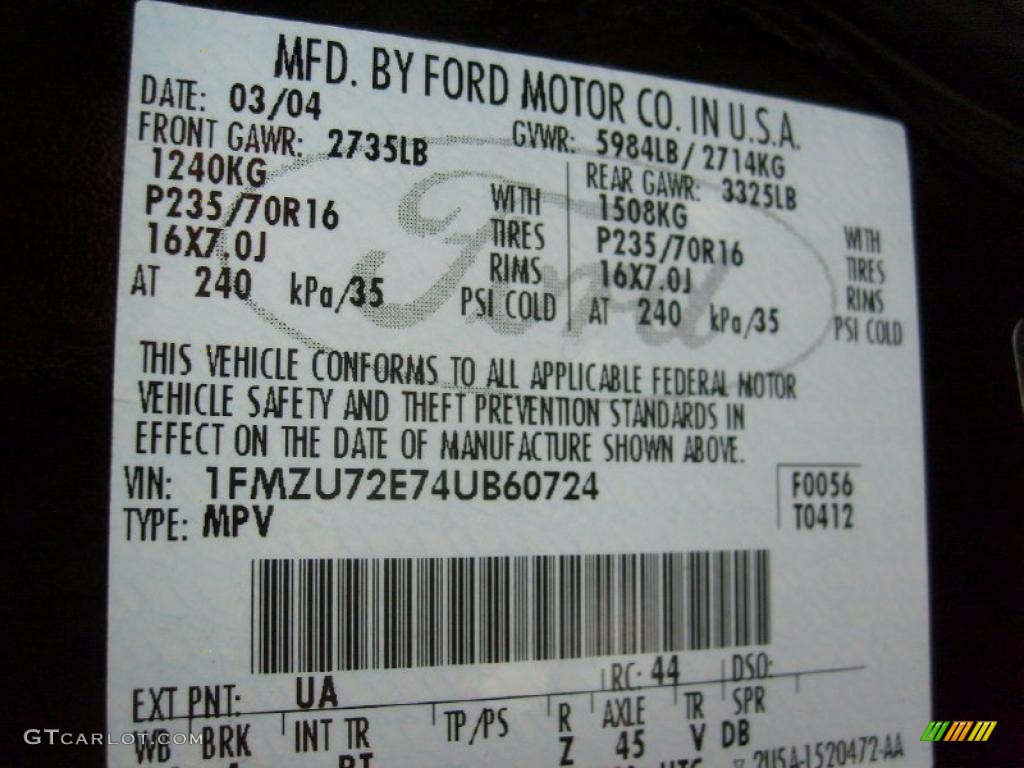 MFD. BY FORD MOTOR CO. IN U.S.A.
DATE: 03/04 GVWR: 5984LB/2714KG
FRONT GAWR: 2735LB REAR GAWR: 3325LB
1240KG WITH 1508KG WITH
P235/70R16 TIRES P235/70R16 TIRES
16X7.0J RIMS 16X7.0J RIMS
AT 240 kPa/35 PSI COLD AT 240 kPa/35 PSI COLD
Ford
THIS VEHICLE CONFORMS TO ALL APPLICABLE FEDERAL MOTOR
VEHICLE SAFETY AND THEFT PREVENTION STANDARDS IN
EFFECT ON THE DATE OF MANUFACTURE SHOWN ABOVE.
VIN: 1FMZU72E74UB60724 F0056
TYPE: MPV T0412
EXT PNT: UA RC: 44 DSO:
WB BRK INT TR TP/PS R AXLE TR SPR
Z 45 V DB
2U5A-1520472-AA
GTcarlot.com